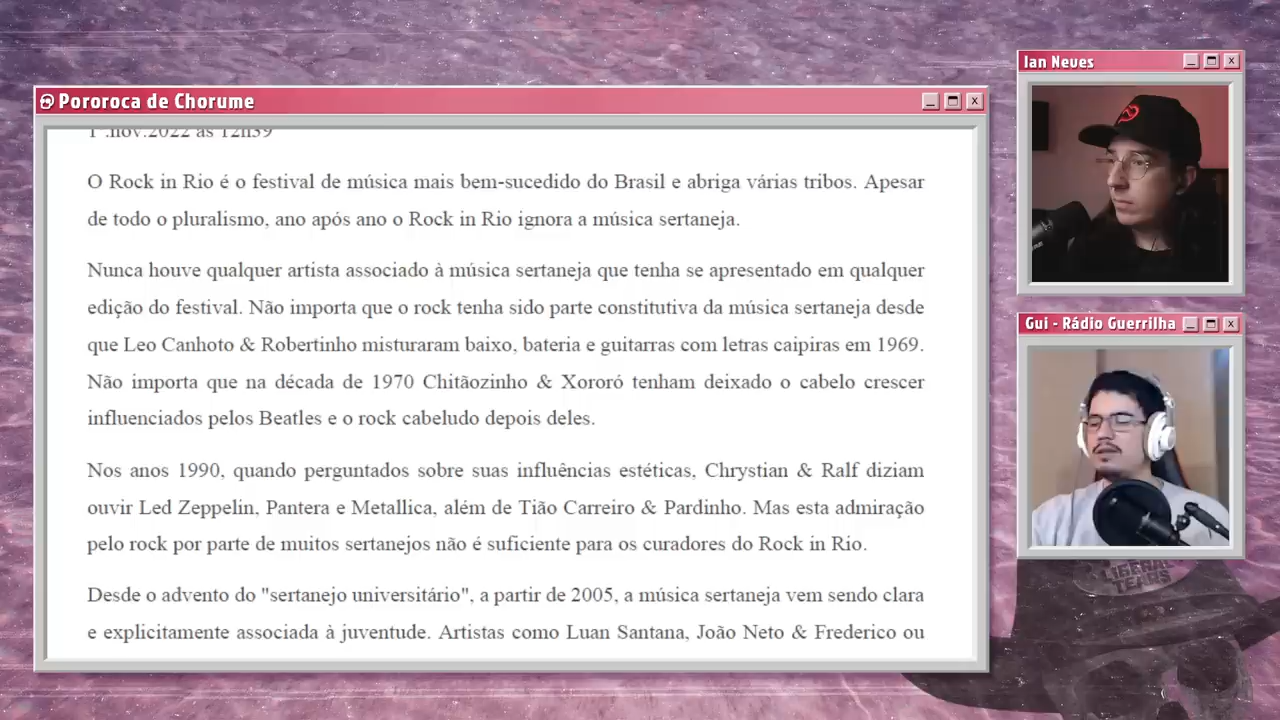 Ian Neves
Pororoca de Chorume
1º.nov.2022 às 12h39
O Rock in Rio é o festival de música mais bem-sucedido do Brasil e abriga várias tribos. Apesar
de todo o pluralismo, ano após ano o Rock in Rio ignora a música sertaneja.
Nunca houve qualquer artista associado à música sertaneja que tenha se apresentado em qualquer
edição do festival. Não importa que o rock tenha sido parte constitutiva da música sertaneja desde
que Leo Canhoto & Robertinho misturaram baixo, bateria e guitarras com letras caipiras em 1969.
Não importa que na década de 1970 Chitãozinho & Xororó tenham deixado o cabelo crescer
influenciados pelos Beatles e o rock cabeludo depois deles.
Nos anos 1990, quando perguntados sobre suas influências estéticas, Chrystian & Ralf diziam
ouvir Led Zeppelin, Pantera e Metallica, além de Tião Carreiro & Pardinho. Mas esta admiração
pelo rock por parte de muitos sertanejos não é suficiente para os curadores do Rock in Rio.
Desde o advento do "sertanejo universitário", a partir de 2005, a música sertaneja vem sendo clara
e explicitamente associada à juventude. Artistas como Luan Santana, João Neto & Frederico ou
Gui - Rádio Guerrilha
LIBERAL
TEARS